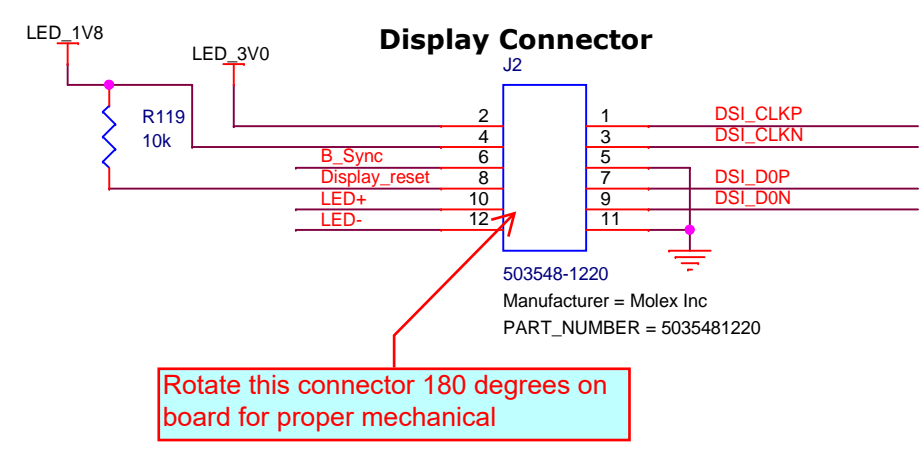 Display Connector
LED_1V8
LED_3V0
J2
R119
10k
2
4
6
8
10
12
1
3
5
7
9
11
B_Sync
Display_reset
LED+
LED-
DSI_CLKP
DSI_CLKN
DSI_D0P
DSI_D0N
503548-1220
Manufacturer = Molex Inc
PART_NUMBER = 5035481220
Rotate this connector 180 degrees on
board for proper mechanical